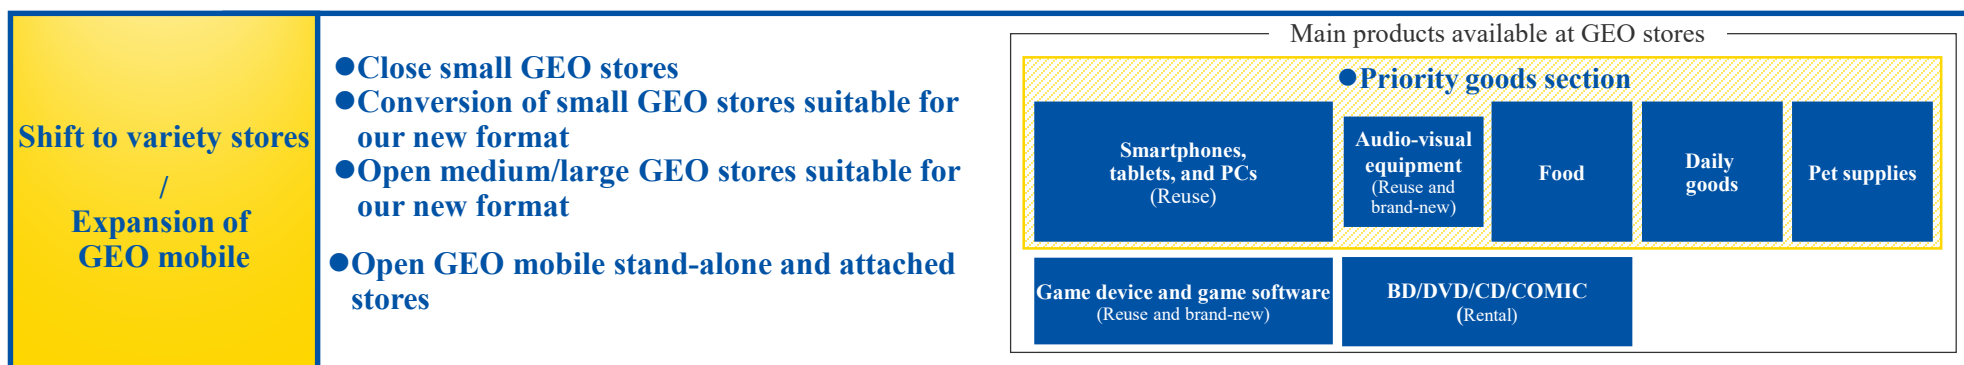 Shift to variety stores
/
Expansion of
GEO mobile
●Close small GEO stores
●Conversion of small GEO stores suitable for
our new format
●Open medium/large GEO stores suitable for
our new format
●Open GEO mobile stand-alone and attached
stores
Main products available at GEO stores
●Priority goods section
Smartphones,
tablets, and PCs
(Reuse)
Audio-visual
equipment
(Reuse and
brand-new)
Food
Daily
goods
Pet supplies
Game device and game software
(Reuse and brand-new)
BD/DVD/CD/COMIC
(Rental)